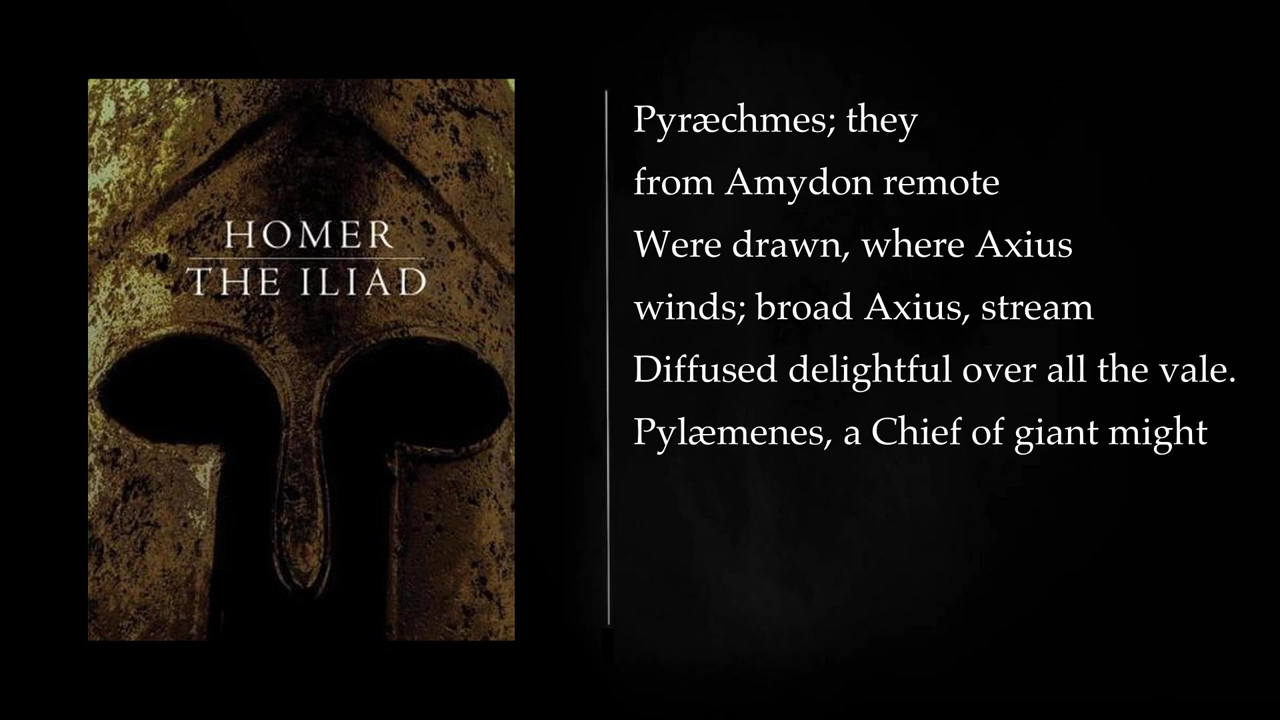 HOMER
THE ILIAD
Pyræchmes; they
from Amydon remote
Were drawn, where Axius
winds; broad Axius, stream
Diffused delightful over all the vale.
Pylæmenes, a Chief of giant might